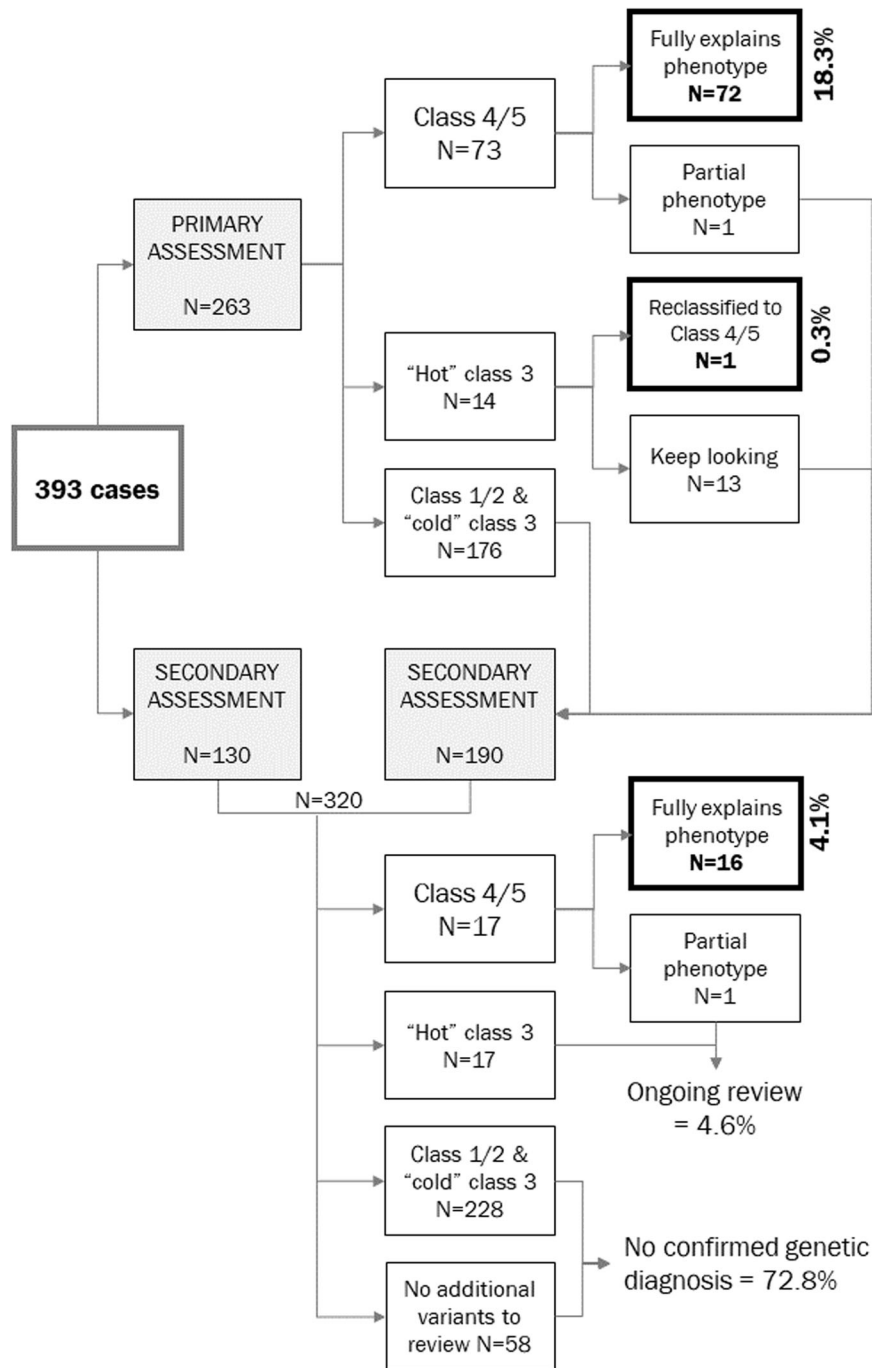 Fully explains
phenotype
N=72
18.3%
Class 4/5
N=73
Partial
phenotype
N=1
PRIMARY
ASSESSMENT
N=263
Reclassified to
Class 4/5
N=1
0.3%
"Hot" class 3
N=14
Keep looking
N=13
393 cases
Class 1/2 &
"cold" class 3
N=176
SECONDARY
ASSESSMENT
N=130
SECONDARY
ASSESSMENT
N=190
N=320
Fully explains
phenotype
N=16
4.1%
Class 4/5
N=17
Partial
phenotype
N=1
"Hot" class 3
N=17
Ongoing review
= 4.6%
Class 1/2 &
"cold" class 3
N=228
No confirmed genetic
diagnosis = 72.8%
No additional
variants to
review N=58